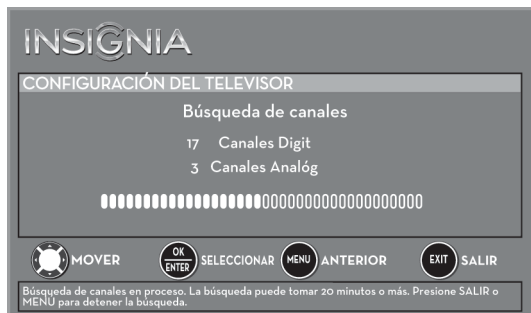 INSIGNIA
CONFIGURACIÓN DEL TELEVISOR
Búsqueda de canales
17 Canales Digit
3 Canales Analóg
MOVER
OK
ENTER
SELECCIONAR
MENU
ANTERIOR
EXIT
SALIR
Búsqueda de canales en proceso. La búsqueda puede tomar 20 minutos o más. Presione SALIR o
MENÚ para detener la búsqueda.